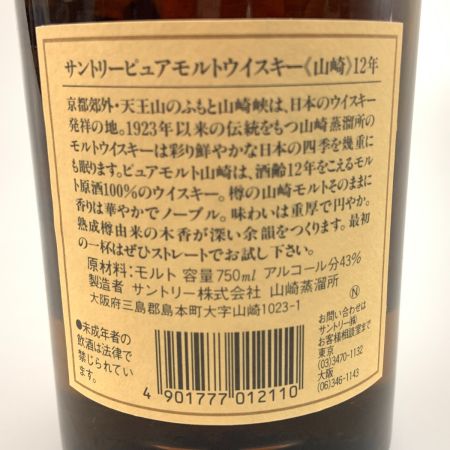 サントリーピュアモルトウイスキー《山崎》12年
京都郊外・天王山のふもと山崎峡は、日本のウイスキー
発祥の地。1923年以来の伝統をもつ山崎蒸溜所の
モルトウイスキーは彩り鮮やかな日本の四季を幾重に
も眠ります。ピュアモルト山崎は、酒齢12年をこえるモル
ト原酒100%のウイスキー。樽の山崎モルトそのままに
香りは華やかでノーブル。味わいは重厚で円やか。
熟成樽由来の木香が深い余韻をつくります。最初
の一杯はぜひストレートでお試し下さい。
原材料:モルト 容量750ml アルコール分43%
製造者 サントリー株式会社 山崎蒸溜所
大阪府三島郡島本町大字山崎1023-1
●未成年者の
飲酒は法律で
禁じられてい
ます。
4 901777 012110
N
お問い合わせは
サントリー(株)
お客様相談室まで
東京
(03)3470-1132
大阪
(06)346-1143